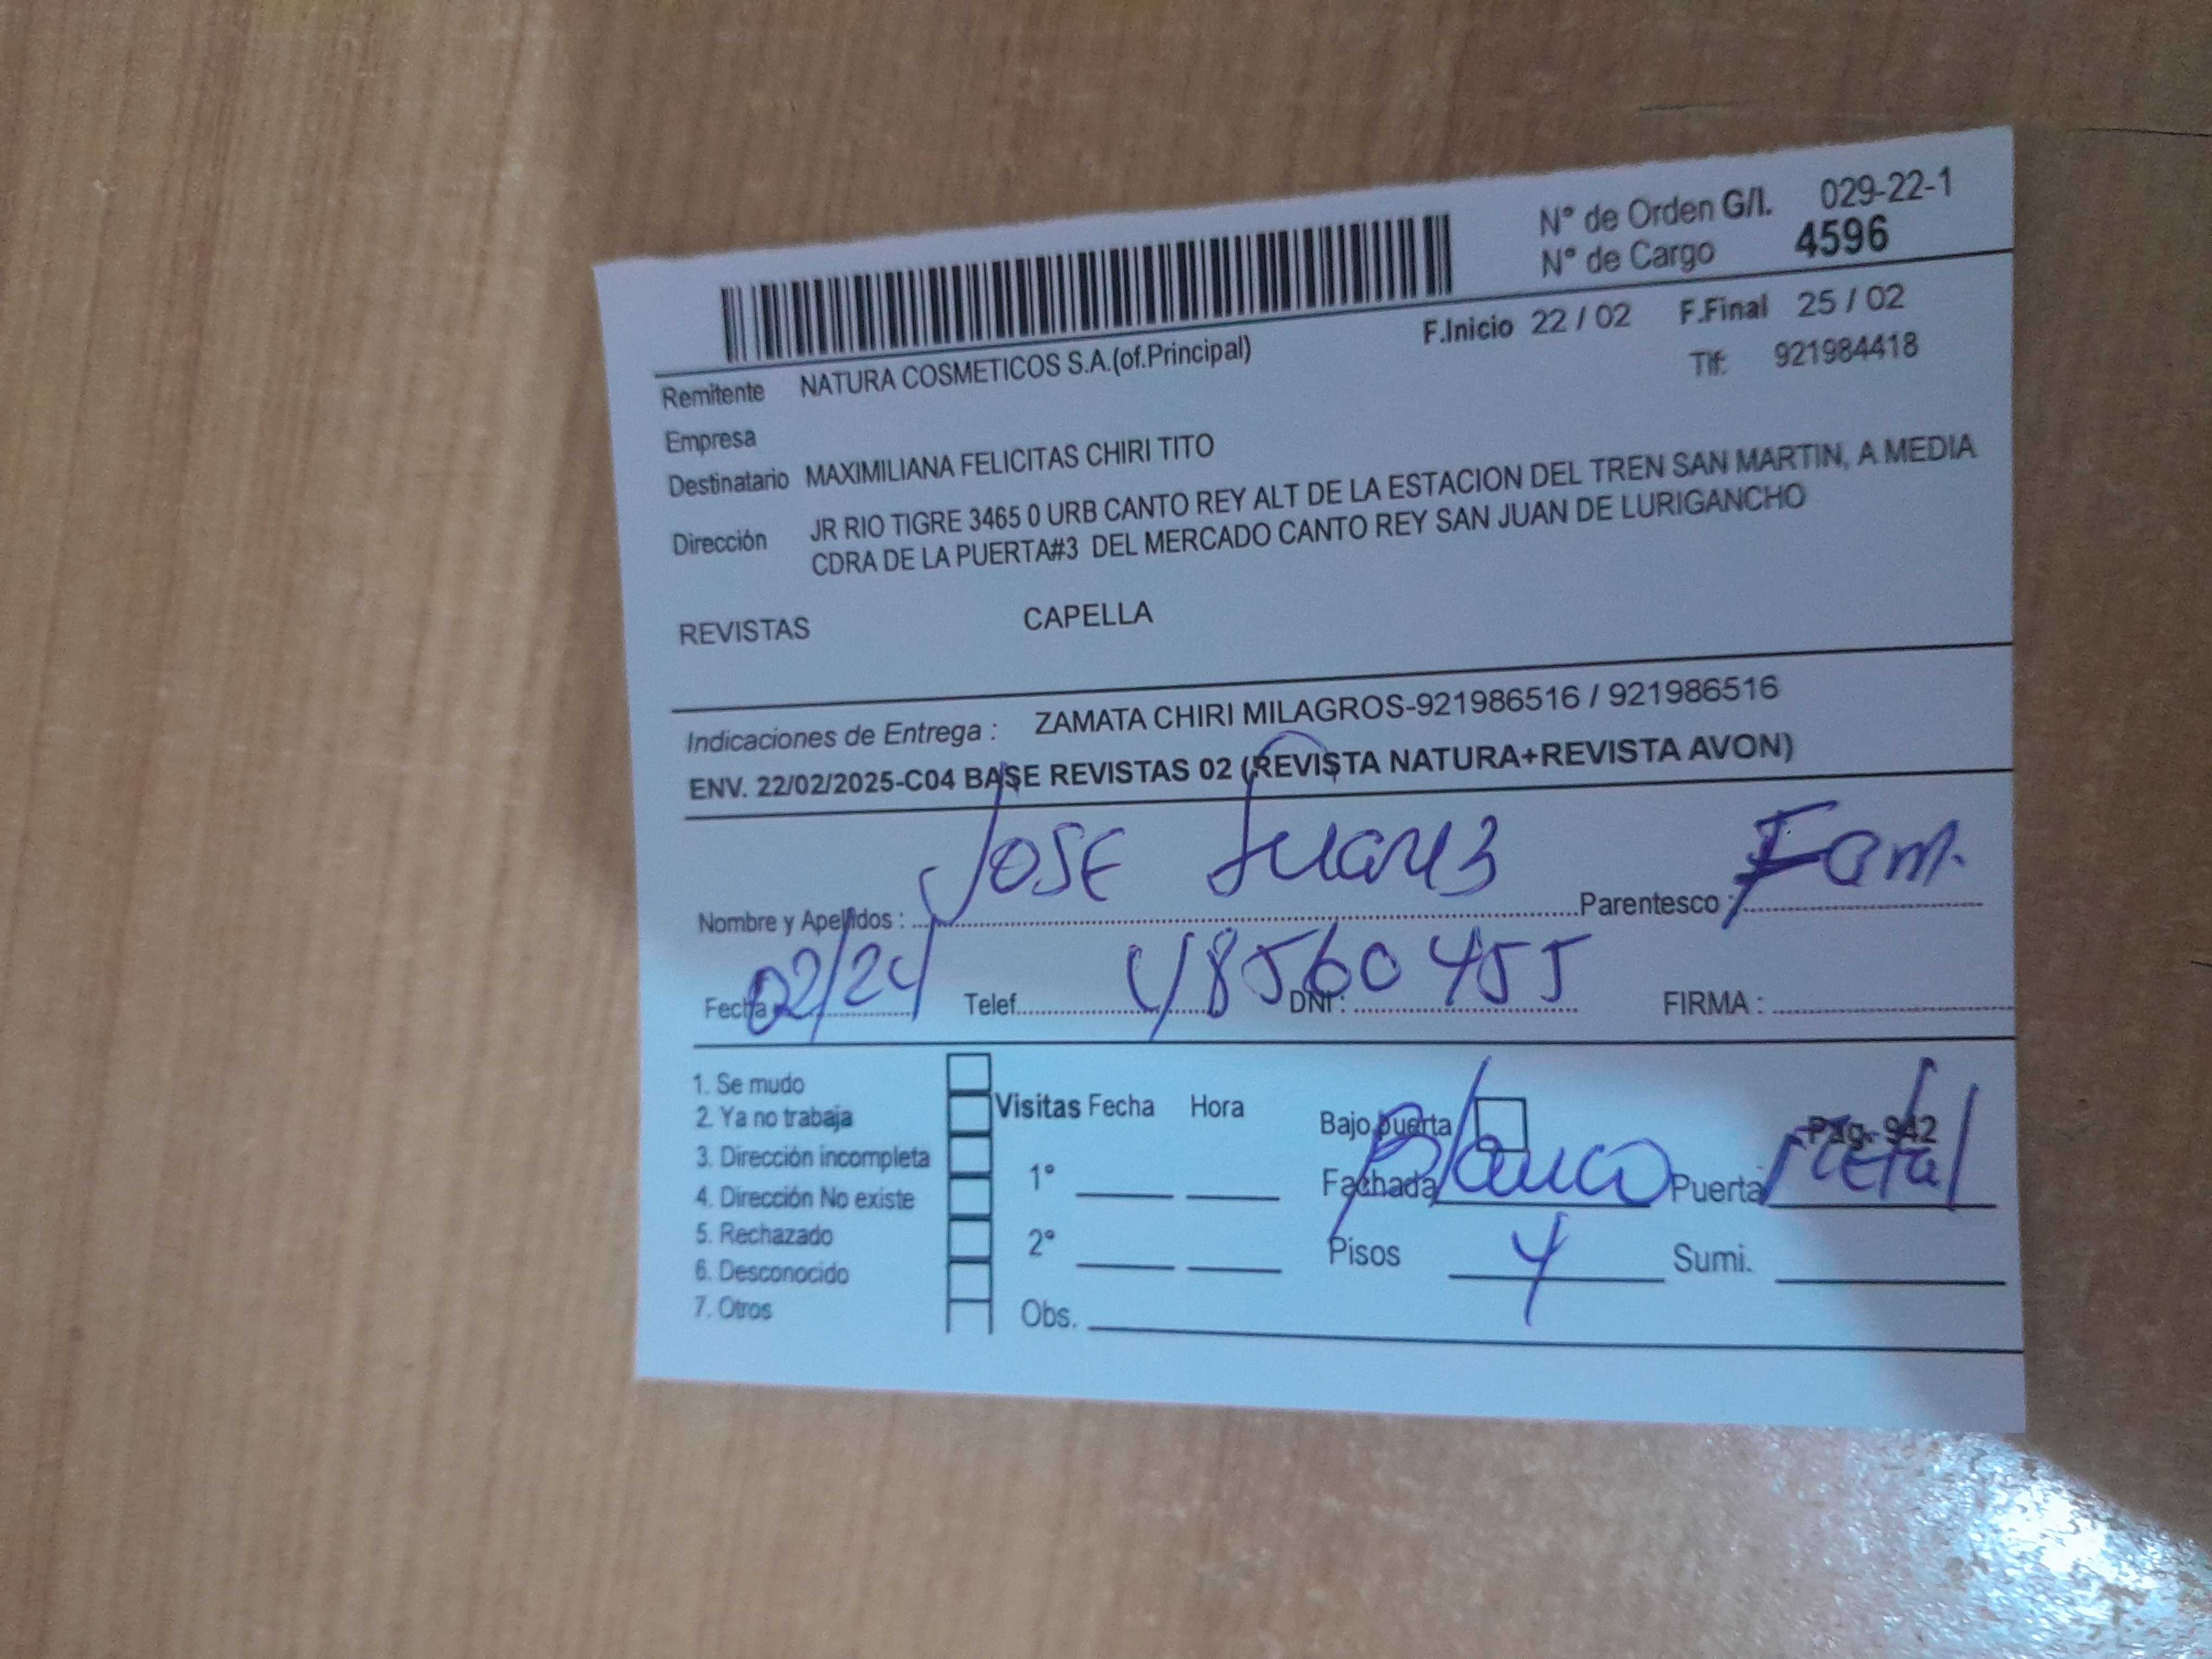 N° de Orden G/I. 029-22-1
N° de Cargo 4596
F.Inicio 22 / 02 F.Final 25 / 02
Remitente NATURA COSMETICOS S.A.(of.Principal) Tlf: 921984418
Empresa
Destinatario MAXIMILIANA FELICITAS CHIRI TITO
Dirección JR RIO TIGRE 3465 0 URB CANTO REY ALT DE LA ESTACION DEL TREN SAN MARTIN, A MEDIA
CDRA DE LA PUERTA#3 DEL MERCADO CANTO REY SAN JUAN DE LURIGANCHO
REVISTAS CAPELLA
Indicaciones de Entrega : ZAMATA CHIRI MILAGROS-921986516 / 921986516
ENV. 22/02/2025-C04 BASE REVISTAS 02 (REVISTA NATURA+REVISTA AVON)
Nombre y Apellidos : JOSE Juarez Parentesco : Fam.
Fecha 02/24 Telef. DNI: 48560455 FIRMA :
1. Se mudo
2. Ya no trabaja
3. Dirección incompleta
4. Dirección No existe
5. Rechazado
6. Desconocido
7. Otros
Visitas Fecha Hora
1°
2°
Obs.
Bajo puerta Pag. 942
Fachada Blanco Puerta Metal
Pisos 4 Sumi.